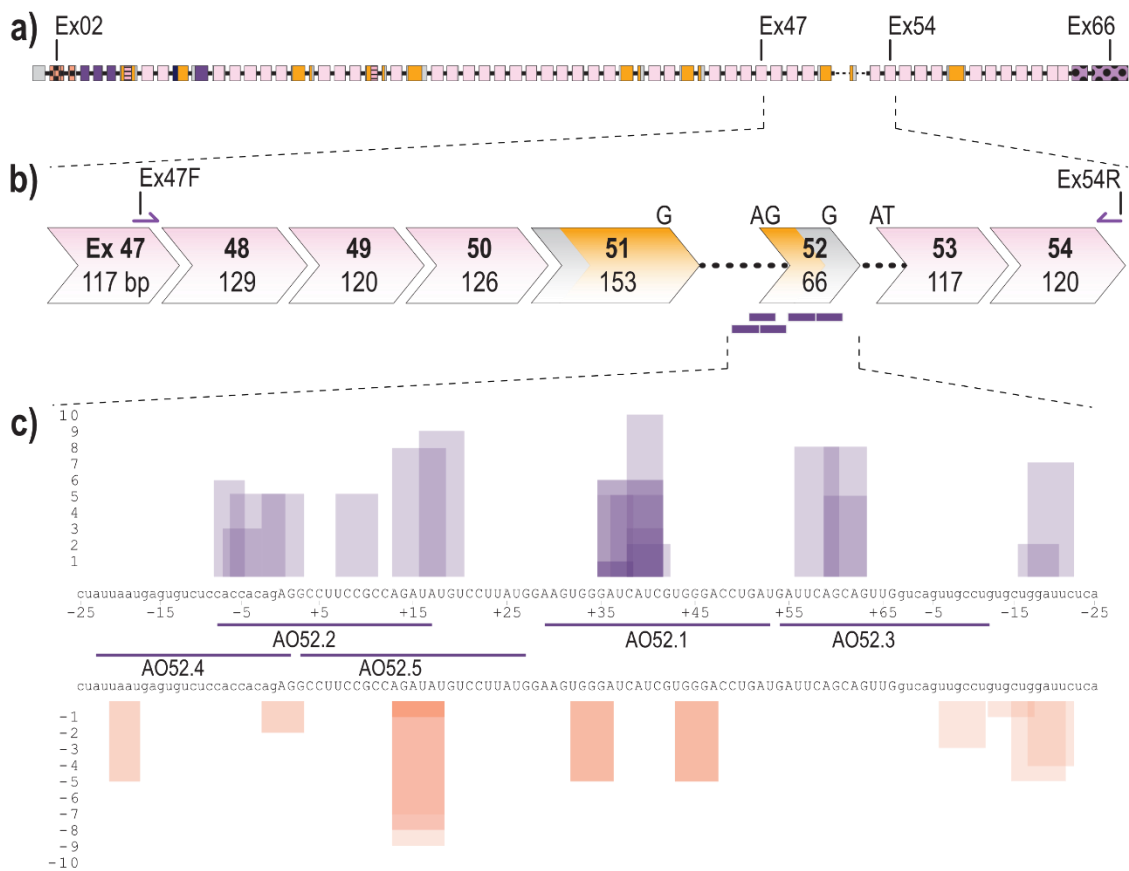 a)
Ex02 Ex47 Ex54 Ex66
b)
Ex47F Ex54R
G AG G AT
Ex 47 48 49 50 51 52 53 54
117 bp 129 120 126 153 66 117 120
c)
10
9
8
7
6
5
4
3
2
1
cuauuaaugagugucuccaccacagAGGCCUUCCGCCAGAUAUGUCCUUAUGGAAGUGGGAUCAUCGUGGGACCUGAUGAUUCAGCAGUUGgucaguugccugugcuggauucuca
-25 -15 -5 +5 +15 +25 +35 +45 +55 +65 -5 -15 -25
AO52.2 AO52.1 AO52.3
AO52.4 AO52.5
cuauuaaugagugucuccaccacagAGGCCUUCCGCCAGAUAUGUCCUUAUGGAAGUGGGAUCAUCGUGGGACCUGAUGAUUCAGCAGUUGgucaguugccugugcuggauucuca
-1
-2
-3
-4
-5
-6
-7
-8
-9
-10